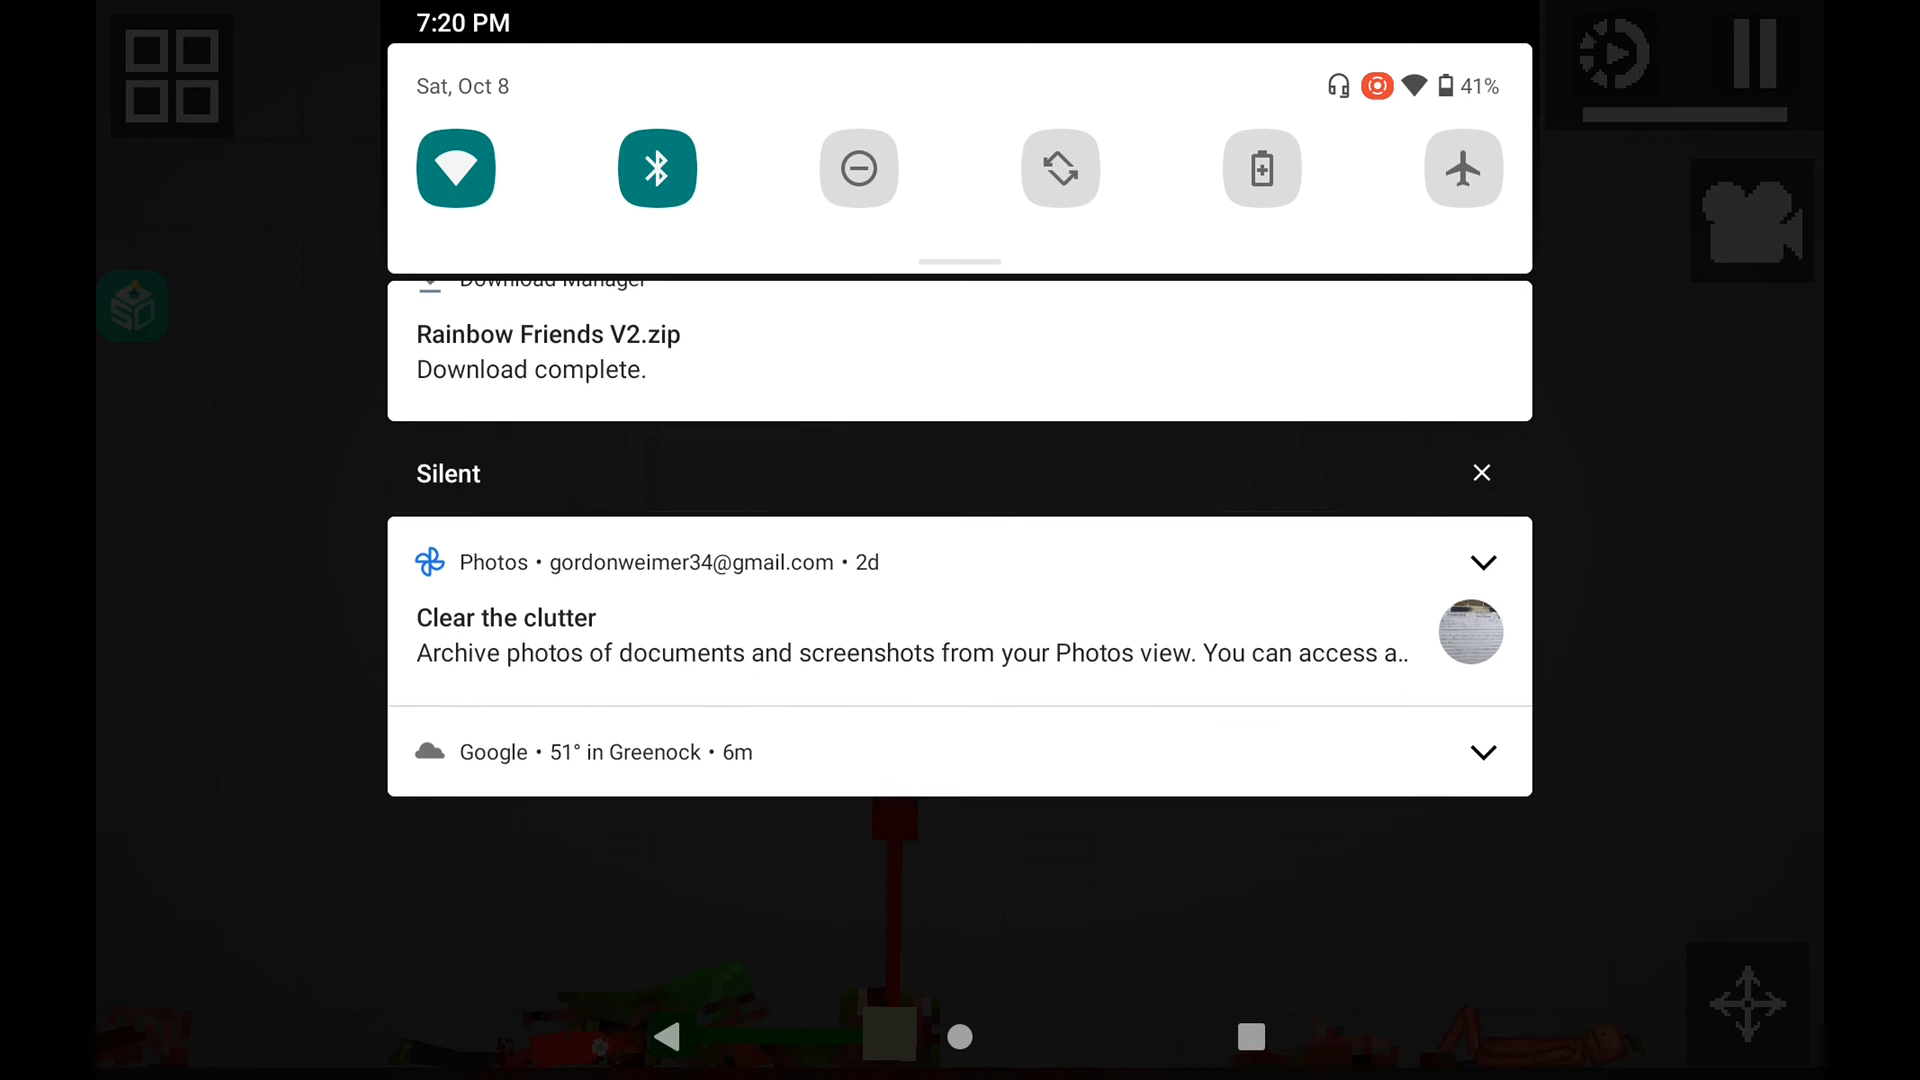 7:20 PM
Sat, Oct 8
41%
Download Manager
Rainbow Friends V2.zip
Download complete.
Silent
Photos • gordonweimer34@gmail.com • 2d
Clear the clutter
Archive photos of documents and screenshots from your Photos view. You can access a..
Google • 51° in Greenock • 6m